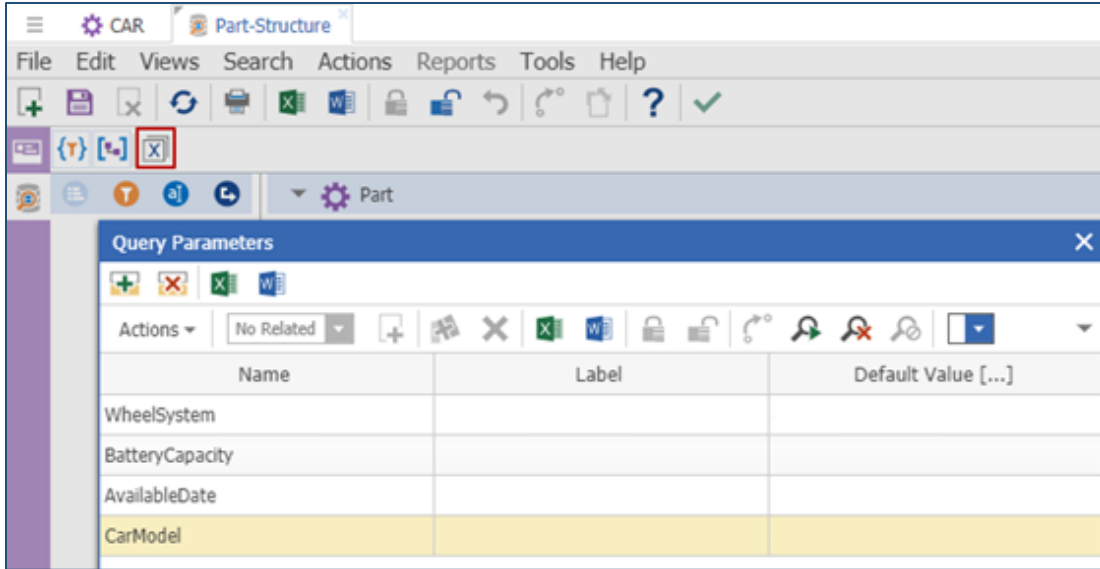 CAR Part-Structure
File Edit Views Search Actions Reports Tools Help
{T} X
T a] Part
Query Parameters
Actions No Related
Name Label Default Value [...]
WheelSystem
BatteryCapacity
AvailableDate
CarModel